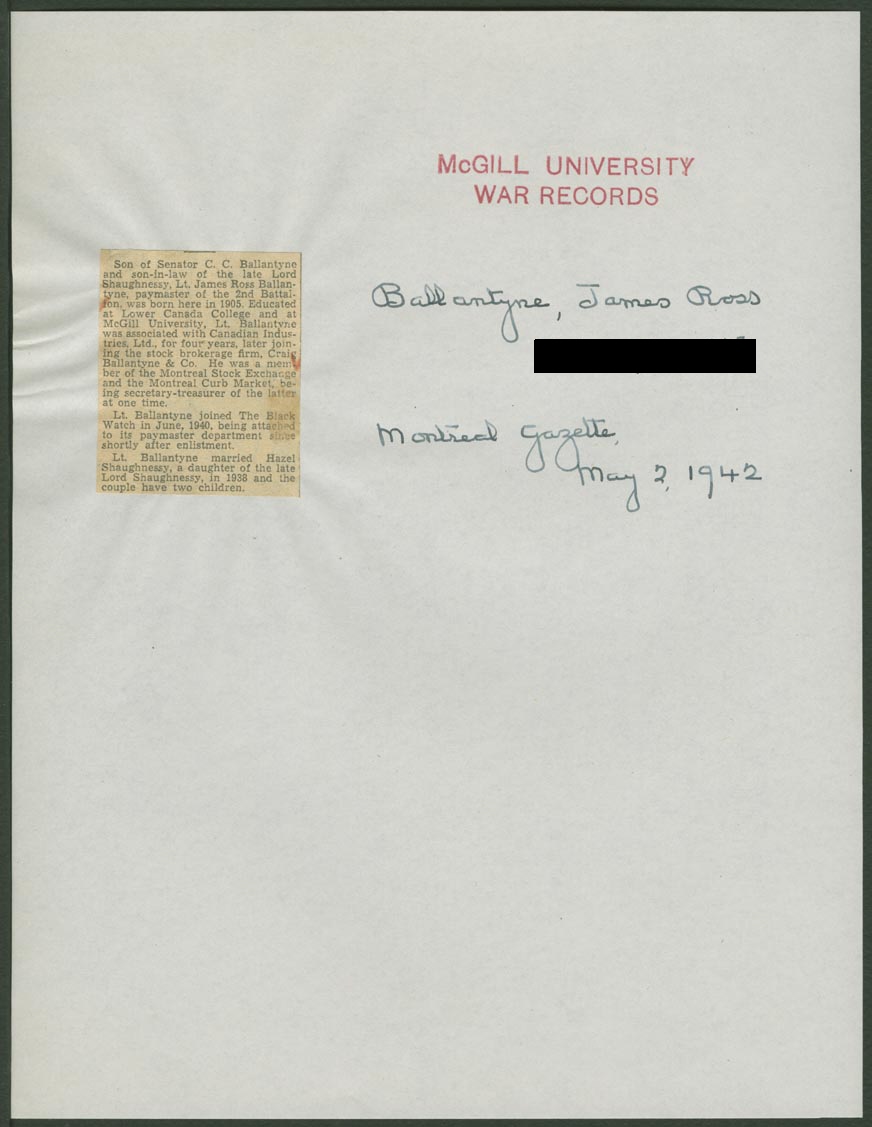 McGILL UNIVERSITY
WAR RECORDS
Son of Senator C. C. Ballantyne
and son-in-law of the late Lord
Shaughnessy, Lt. James Ross Ballan-
tyne, paymaster of the 2nd Battal-
ion, was born here in 1905. Educated
at Lower Canada College and at
McGill University, Lt. Ballantyne
was associated with Canadian Indus-
tries, Ltd., for four years, later join-
ing the stock brokerage firm, Craig
Ballantyne & Co. He was a mem-
ber of the Montreal Stock Exchange
and the Montreal Curb Market, be-
ing secretary-treasurer of the latter
at one time.
Lt. Ballantyne joined The Black
Watch in June, 1940, being attached
to its paymaster department since
shortly after enlistment.
Lt. Ballantyne married Hazel
Shaughnessy, a daughter of the late
Lord Shaughnessy, in 1938 and the
couple have two children.
Ballantyne, James Ross
Montreal Gazette,
May 2, 1942